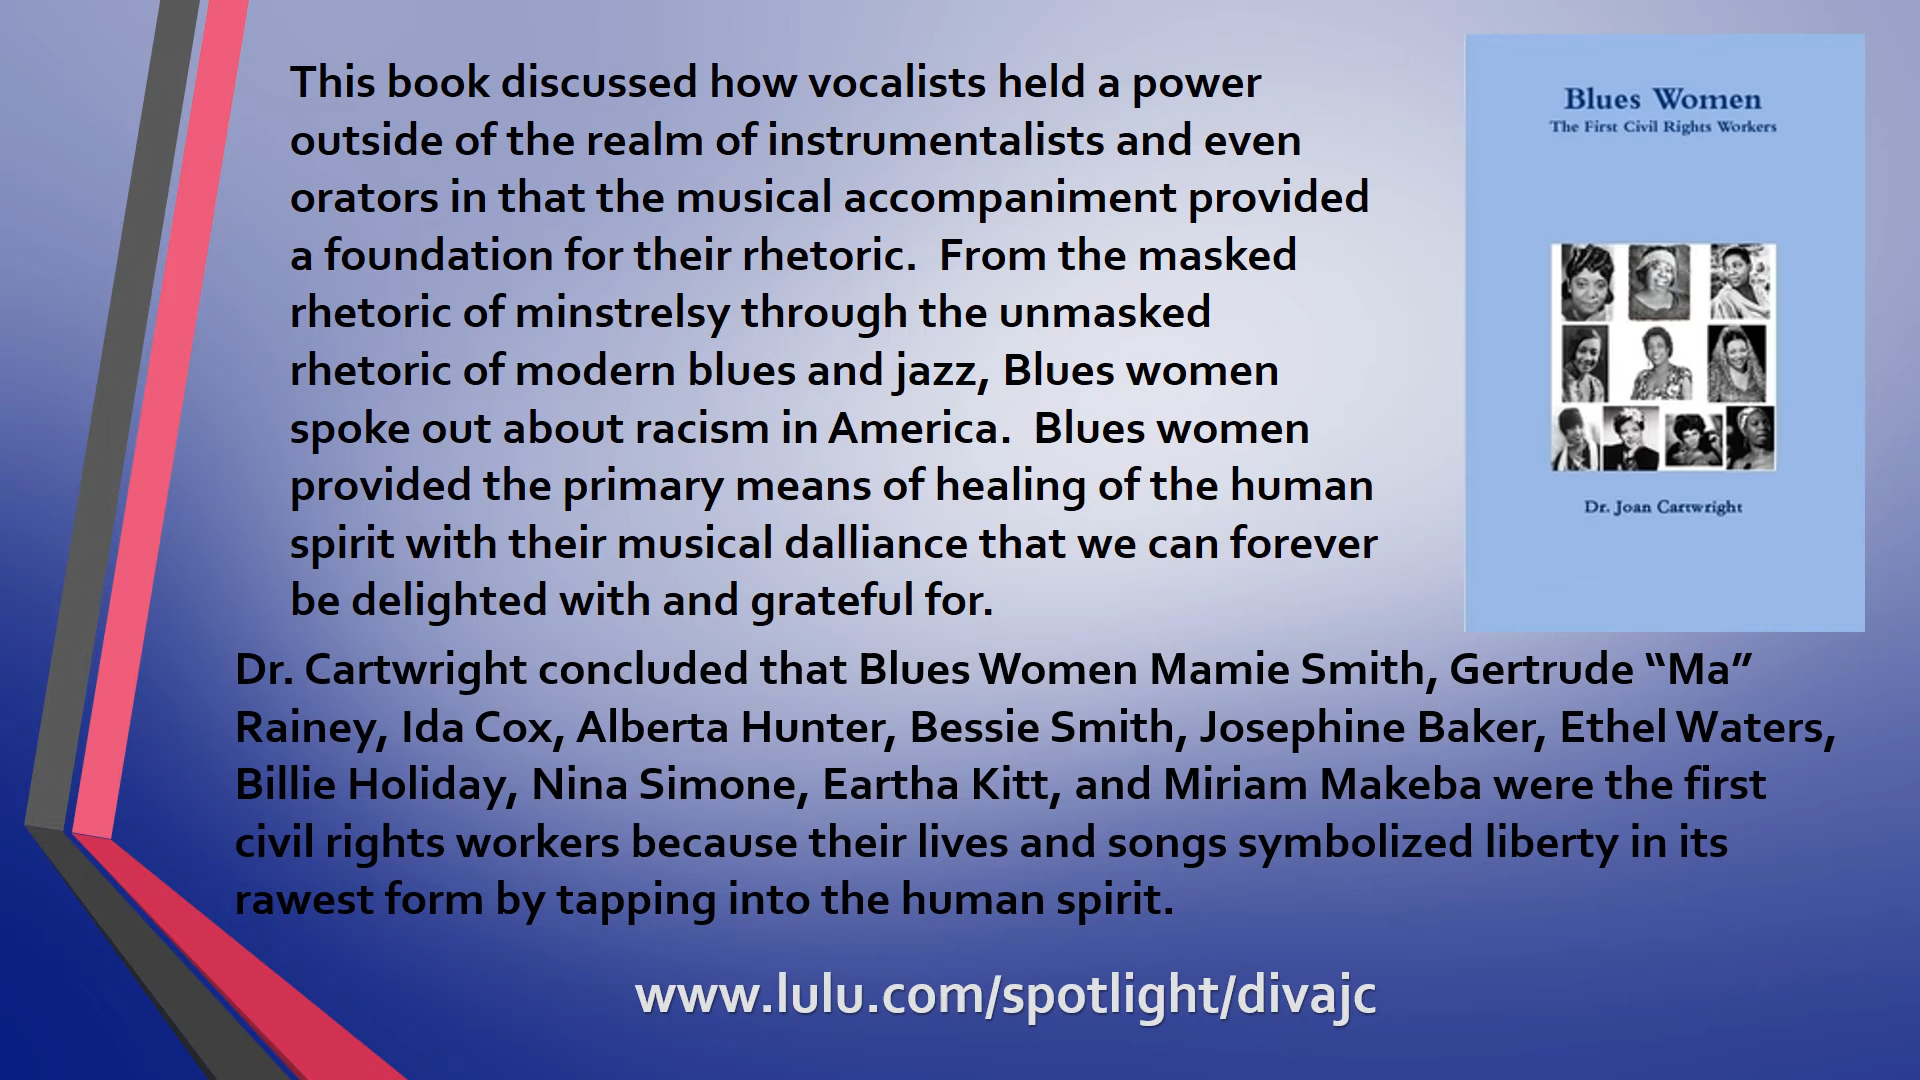 This book discussed how vocalists held a power
outside of the realm of instrumentalists and even
orators in that the musical accompaniment provided
a foundation for their rhetoric.  From the masked
rhetoric of minstrelsy through the unmasked
rhetoric of modern blues and jazz, Blues women
spoke out about racism in America.  Blues women
provided the primary means of healing of the human
spirit with their musical dalliance that we can forever
be delighted with and grateful for.
Blues Women
The First Civil Rights Workers
Dr. Joan Cartwright
Dr. Cartwright concluded that Blues Women Mamie Smith, Gertrude “Ma”
Rainey, Ida Cox, Alberta Hunter, Bessie Smith, Josephine Baker, Ethel Waters,
Billie Holiday, Nina Simone, Eartha Kitt, and Miriam Makeba were the first
civil rights workers because their lives and songs symbolized liberty in its
rawest form by tapping into the human spirit.
www.lulu.com/spotlight/divajc